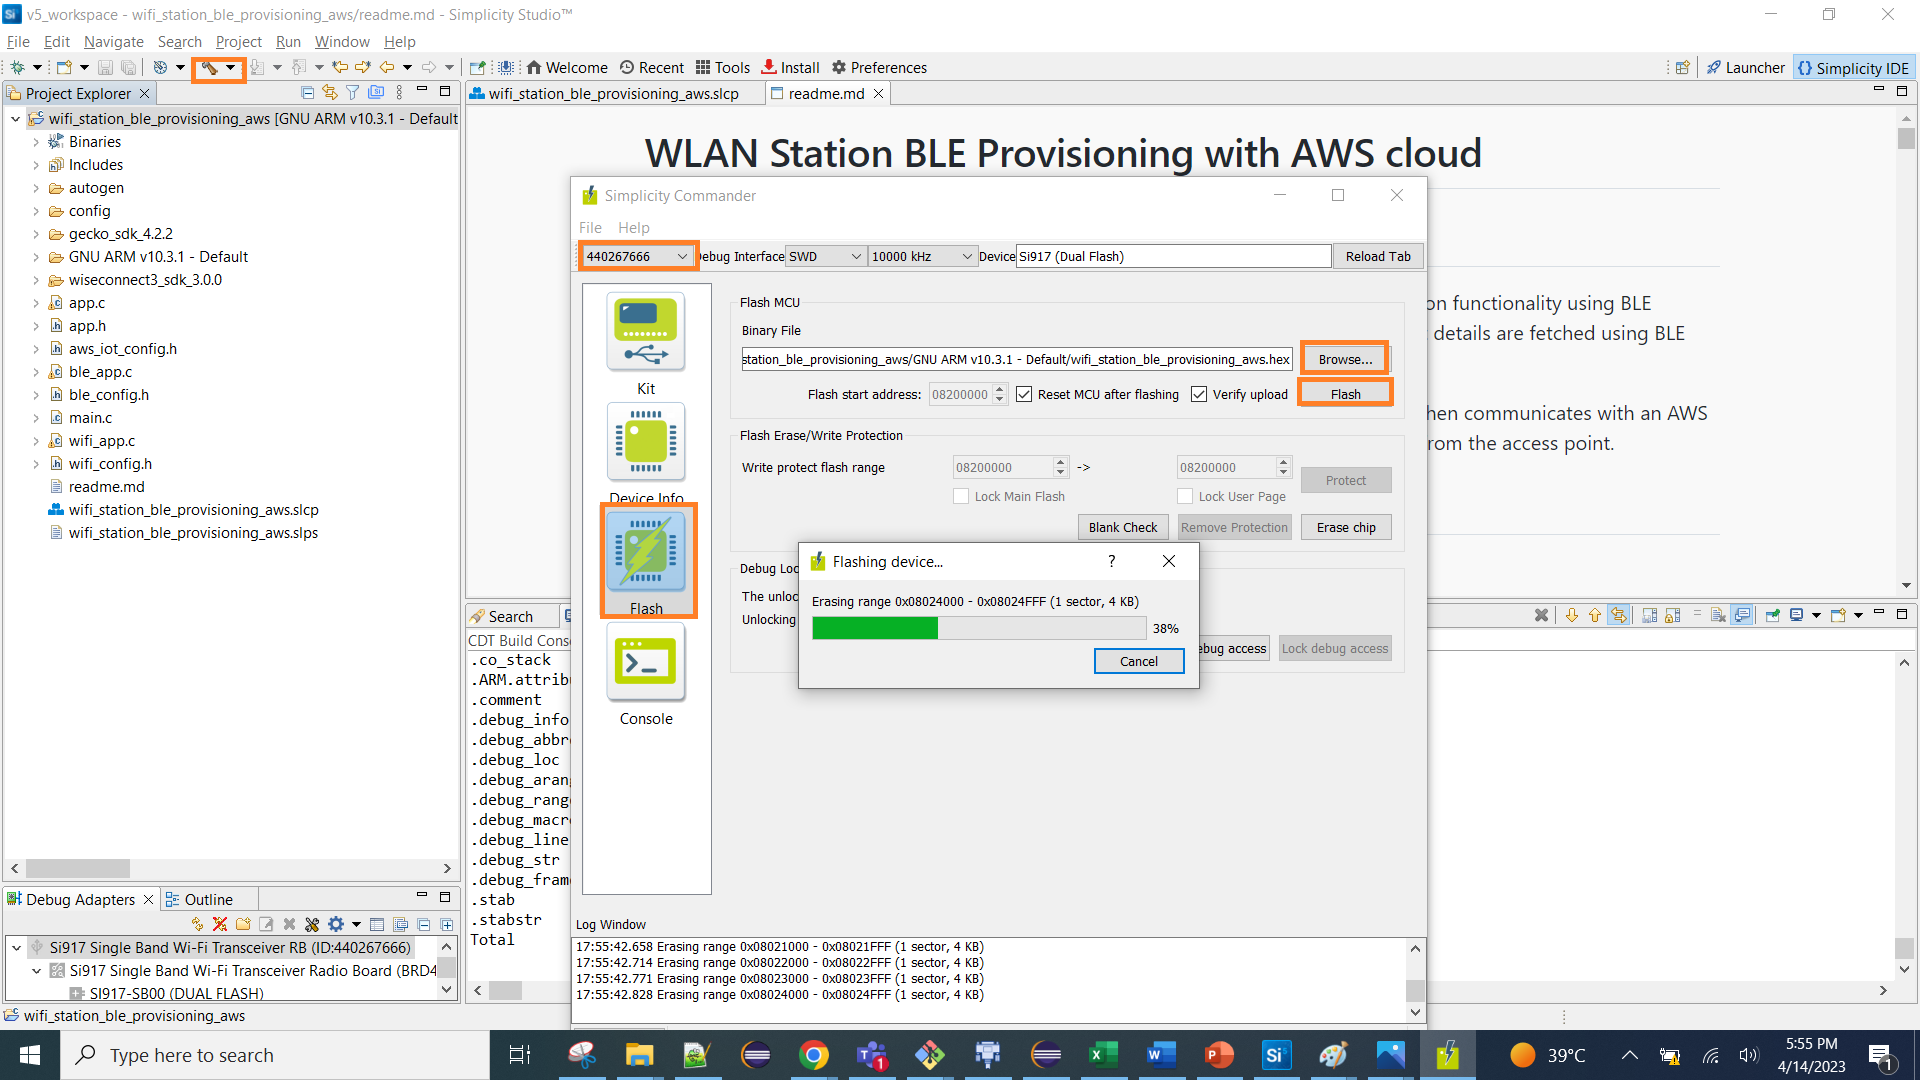 v5_workspace - wifi_station_ble_provisioning_aws/readme.md - Simplicity Studio™
File Edit Navigate Search Project Run Window Help
Welcome Recent Tools Install Preferences Launcher {} Simplicity IDE
Project Explorer
wifi_station_ble_provisioning_aws [GNU ARM v10.3.1 - Default
Binaries
Includes
autogen
config
gecko_sdk_4.2.2
GNU ARM v10.3.1 - Default
wiseconnect3_sdk_3.0.0
app.c
app.h
aws_iot_config.h
ble_app.c
ble_config.h
main.c
wifi_app.c
wifi_config.h
readme.md
wifi_station_ble_provisioning_aws.slcp
wifi_station_ble_provisioning_aws.slps
wifi_station_ble_provisioning_aws.slcp readme.md
WLAN Station BLE Provisioning with AWS cloud
on functionality using BLE
details are fetched using BLE
hen communicates with an AWS
rom the access point.
Simplicity Commander
File Help
440267666 ebug Interface SWD 10000 kHz Device Si917 (Dual Flash) Reload Tab
Kit
Device Info
Flash
Console
Flash MCU
Binary File
station_ble_provisioning_aws/GNU ARM v10.3.1 - Default/wifi_station_ble_provisioning_aws.hex Browse...
Flash start address: 08200000 Reset MCU after flashing Verify upload Flash
Flash Erase/Write Protection
Write protect flash range 08200000 -> 08200000 Protect
Lock Main Flash Lock User Page
Blank Check Remove Protection Erase chip
Debug Loc
The unloc
Unlocking
ebug access Lock debug access
Flashing device... ?
Erasing range 0x08024000 - 0x08024FFF (1 sector, 4 KB)
38%
Cancel
Log Window
17:55:42.658 Erasing range 0x08021000 - 0x08021FFF (1 sector, 4 KB)
17:55:42.714 Erasing range 0x08022000 - 0x08022FFF (1 sector, 4 KB)
17:55:42.771 Erasing range 0x08023000 - 0x08023FFF (1 sector, 4 KB)
17:55:42.828 Erasing range 0x08024000 - 0x08024FFF (1 sector, 4 KB)
Search
CDT Build Conso
.co_stack
.ARM.attribu
.comment
.debug_info
.debug_abbre
.debug_loc
.debug_arang
.debug_range
.debug_macro
.debug_line
.debug_str
.debug_frame
.stab
.stabstr
Total
Debug Adapters Outline
Si917 Single Band Wi-Fi Transceiver RB (ID:440267666)
Si917 Single Band Wi-Fi Transceiver Radio Board (BRD4
SI917-SB00 (DUAL FLASH)
wifi_station_ble_provisioning_aws
Type here to search
39°C
5:55 PM
4/14/2023
1